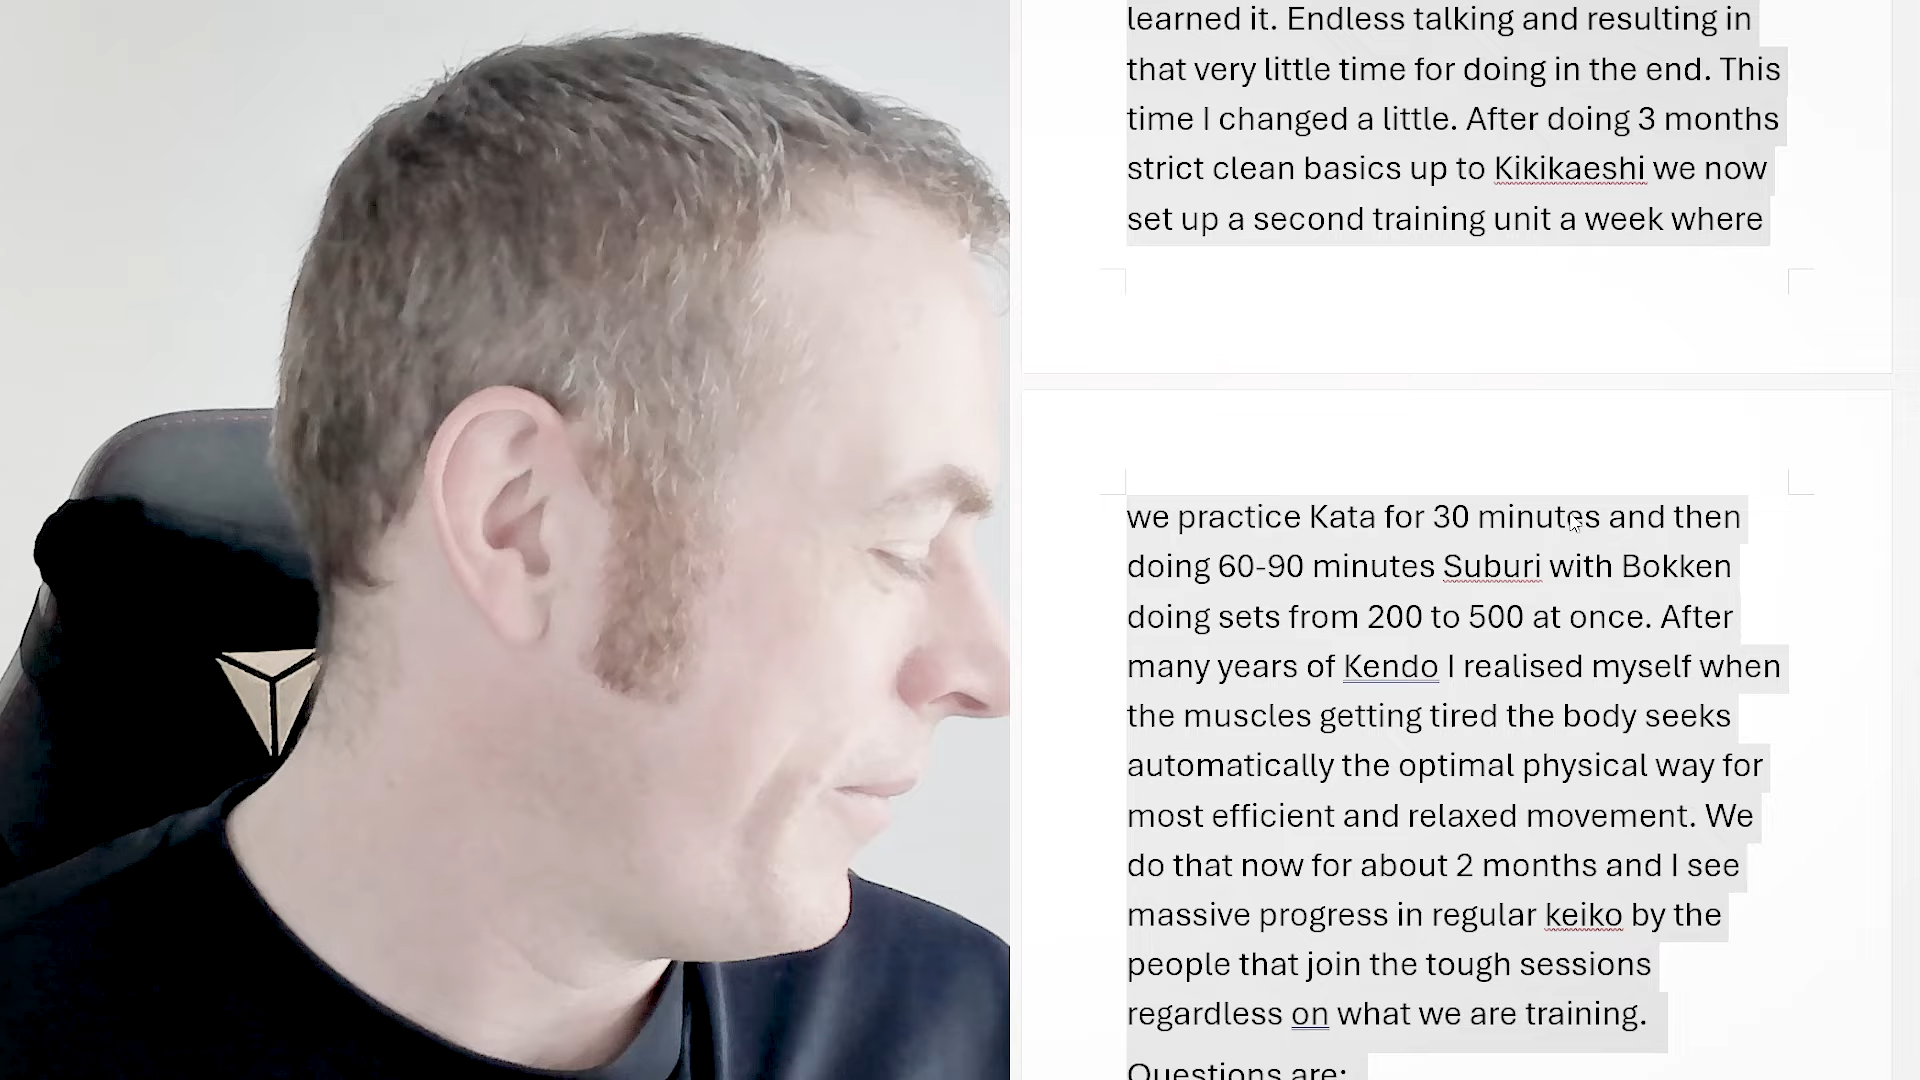 learned it. Endless talking and resulting in
that very little time for doing in the end. This
time I changed a little. After doing 3 months
strict clean basics up to Kikikaeshi we now
set up a second training unit a week where
we practice Kata for 30 minutes and then
doing 60-90 minutes Suburi with Bokken
doing sets from 200 to 500 at once. After
many years of Kendo I realised myself when
the muscles getting tired the body seeks
automatically the optimal physical way for
most efficient and relaxed movement. We
do that now for about 2 months and I see
massive progress in regular keiko by the
people that join the tough sessions
regardless on what we are training.
Questions are: